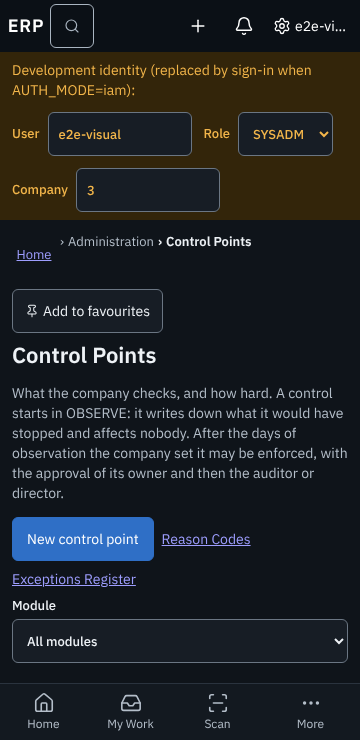 ERP e2e-vi...
Development identity (replaced by sign-in when
AUTH_MODE=iam):
User e2e-visual Role SYSADM
Company 3
Home › Administration › Control Points
Add to favourites
Control Points
What the company checks, and how hard. A control
starts in OBSERVE: it writes down what it would have
stopped and affects nobody. After the days of
observation the company set it may be enforced, with
the approval of its owner and then the auditor or
director.
New control point Reason Codes
Exceptions Register
Module
All modules
Home My Work Scan More